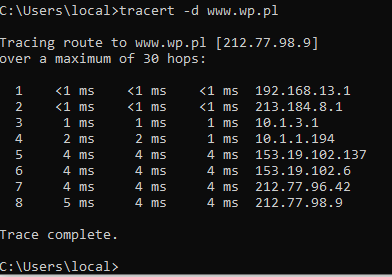 C:\Users\local>tracert -d www.wp.pl
Tracing route to www.wp.pl [212.77.98.9]
over a maximum of 30 hops:
1 <1 ms <1 ms <1 ms 192.168.13.1
2 <1 ms <1 ms <1 ms 213.184.8.1
3 1 ms 1 ms 1 ms 10.1.3.1
4 2 ms 2 ms 1 ms 10.1.1.194
5 4 ms 4 ms 4 ms 153.19.102.137
6 4 ms 4 ms 4 ms 153.19.102.6
7 4 ms 4 ms 4 ms 212.77.96.42
8 5 ms 4 ms 4 ms 212.77.98.9
Trace complete.
C:\Users\local>